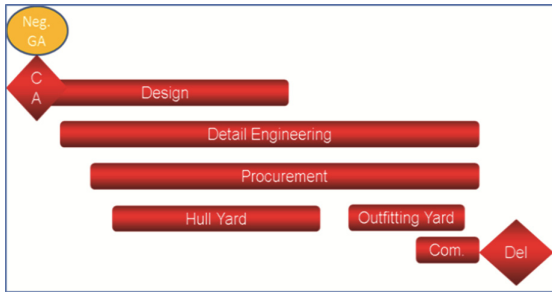 Neg.
GA
C
A
Design
Detail Engineering
Procurement
Hull Yard
Outfitting Yard
Com.
Del